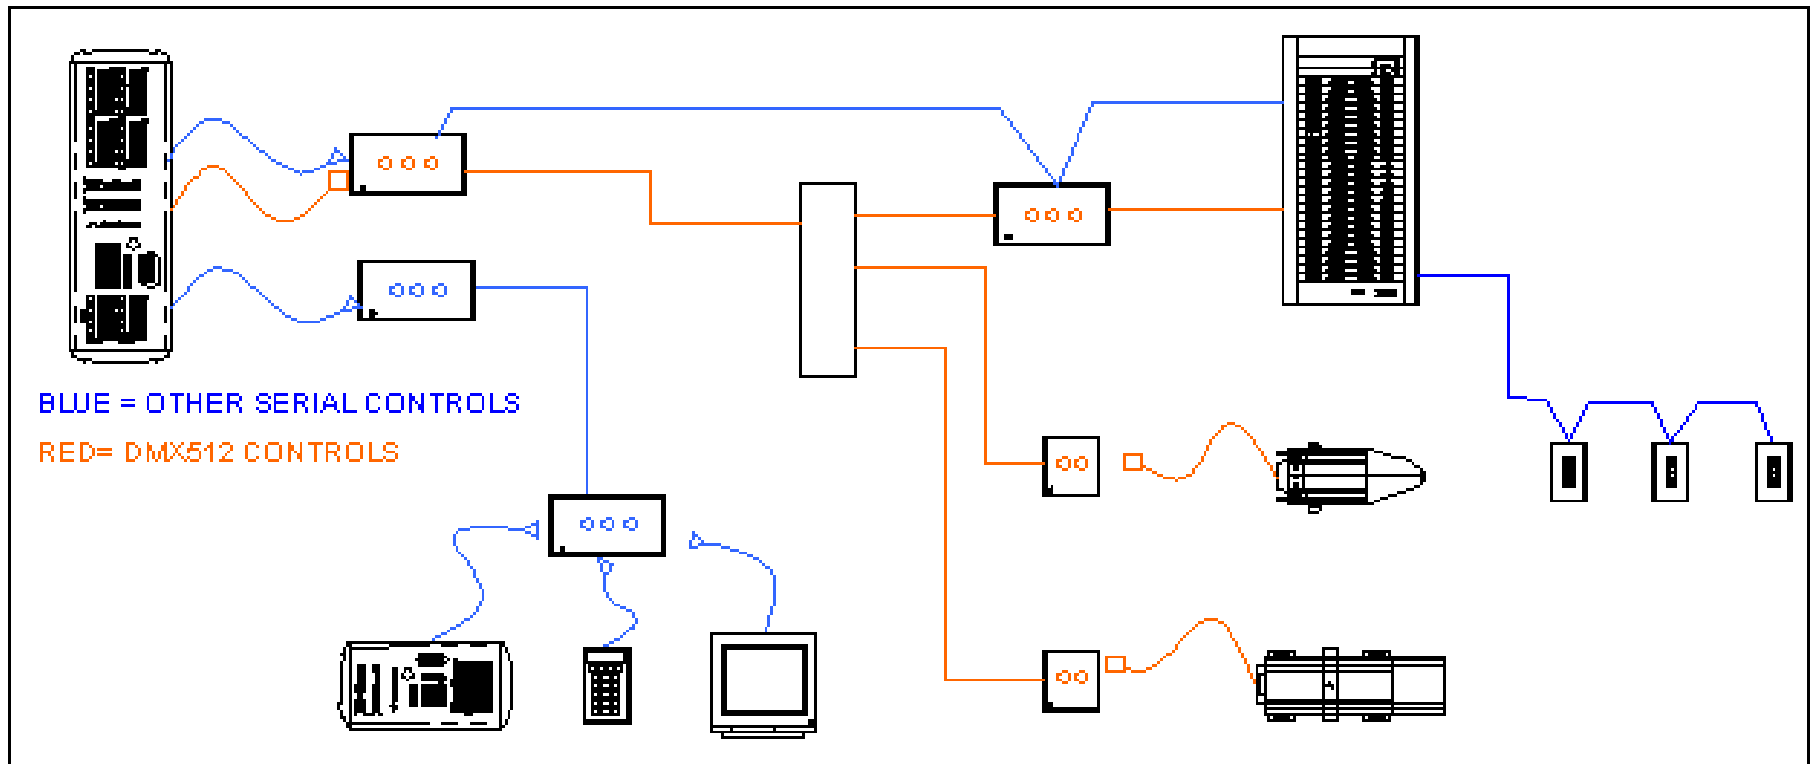 BLUE = OTHER SERIAL CONTROLS
RED= DMX512 CONTROLS